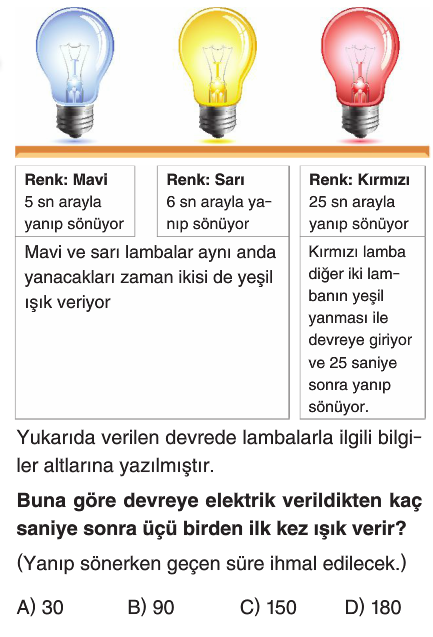 Renk: Mavi
5 sn arayla
yanıp sönüyor
Renk: Sarı
6 sn arayla ya-
nıp sönüyor
Renk: Kırmızı
25 sn arayla
yanıp sönüyor
Mavi ve sarı lambalar aynı anda
yanacakları zaman ikisi de yeşil
ışık veriyor
Kırmızı lamba
diğer iki lam-
banın yeşil
yanması ile
devreye giriyor
ve 25 saniye
sonra yanıp
sönüyor.
Yukarıda verilen devrede lambalarla ilgili bilgi-
ler altlarına yazılmıştır.
Buna göre devreye elektrik verildikten kaç
saniye sonra üçü birden ilk kez ışık verir?
(Yanıp sönerken geçen süre ihmal edilecek.)
A) 30 B) 90 C) 150 D) 180